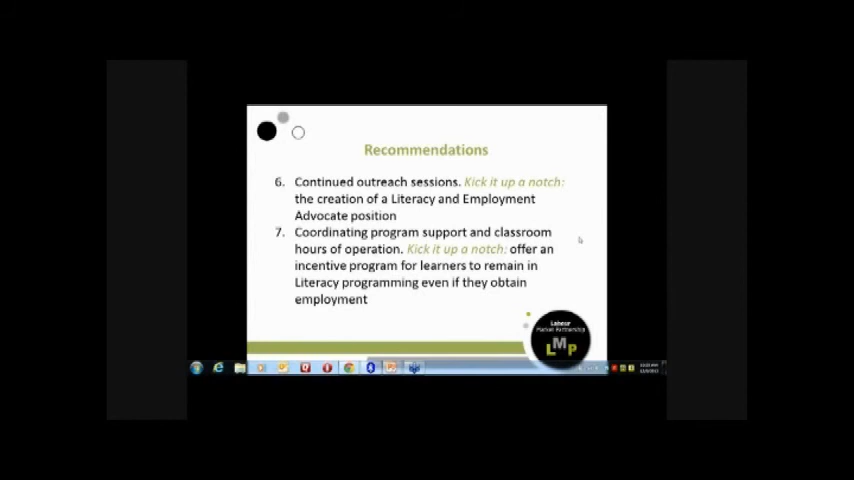 Recommendations
6. Continued outreach sessions. Kick it up a notch:
the creation of a Literacy and Employment
Advocate position
7. Coordinating program support and classroom
hours of operation. Kick it up a notch: offer an
incentive program for learners to remain in
Literacy programming even if they obtain
employment
Labour
Market Partnership
LMP